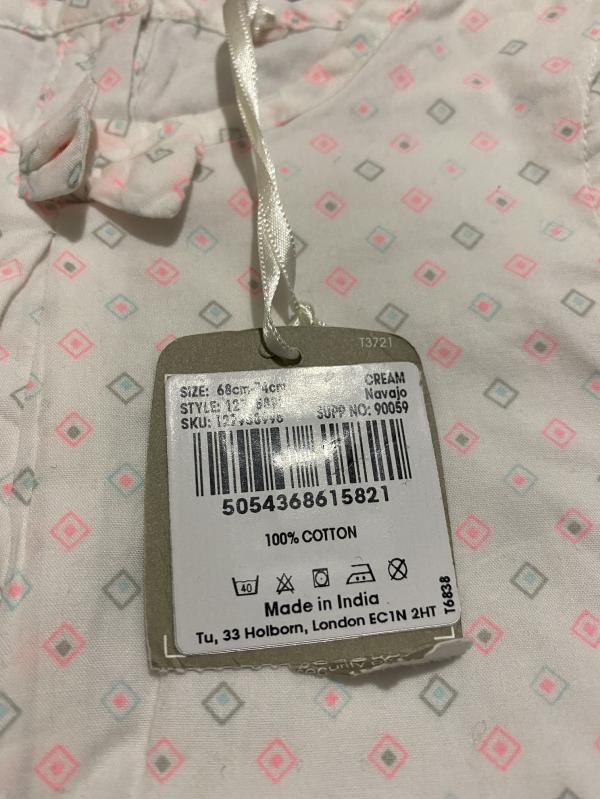 T3721
SIZE: 68cm-74cm
CREAM
STYLE:
Navajo
SKU:
SUPP NO: 90059
5054368615821
100% COTTON
40
Made in India
Tu, 33 Holborn, London EC1N 2HT
T6838